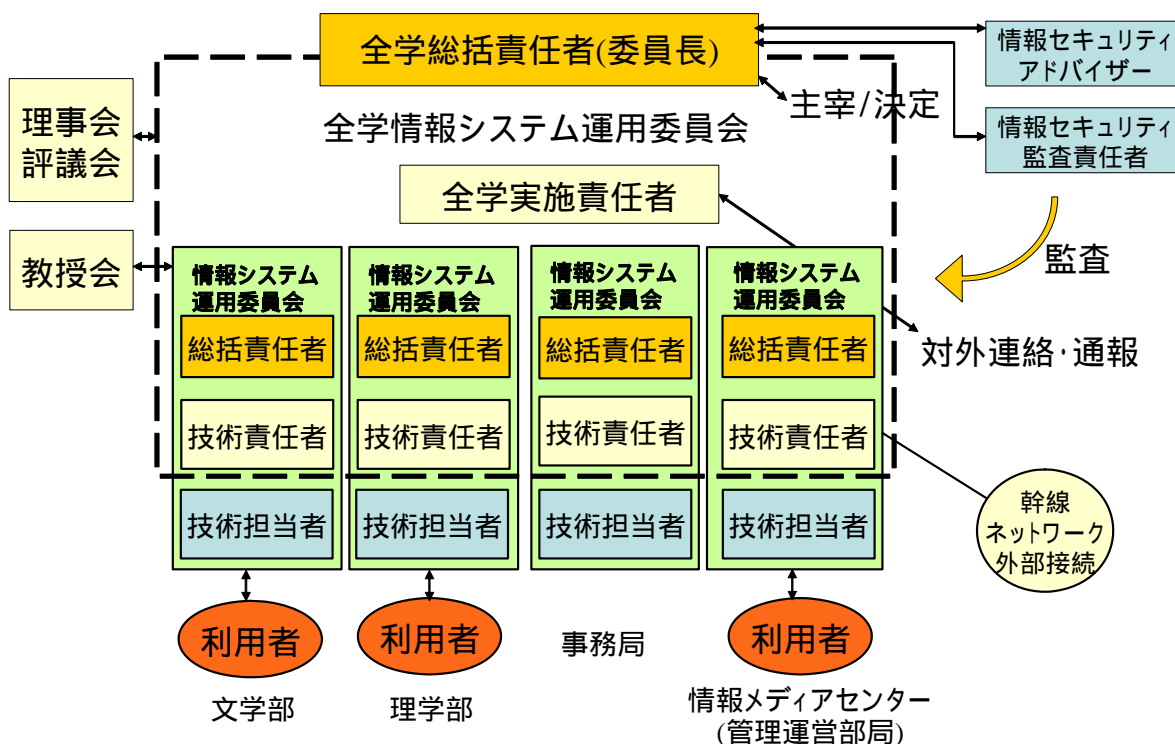 全学総括責任者(委員長)
情報セキュリティ
アドバイザー
理事会
評議会
主宰/決定
全学情報システム運用委員会
情報セキュリティ
監査責任者
全学実施責任者
教授会
監査
情報システム
運用委員会
情報システム
運用委員会
情報システム
運用委員会
情報システム
運用委員会
総括責任者
総括責任者
総括責任者
総括責任者
対外連絡・通報
技術責任者
技術責任者
技術責任者
技術責任者
技術担当者
技術担当者
技術担当者
技術担当者
幹線
ネットワーク
外部接続
利用者
利用者
事務局
利用者
文学部
理学部
情報メディアセンター
(管理運営部局)